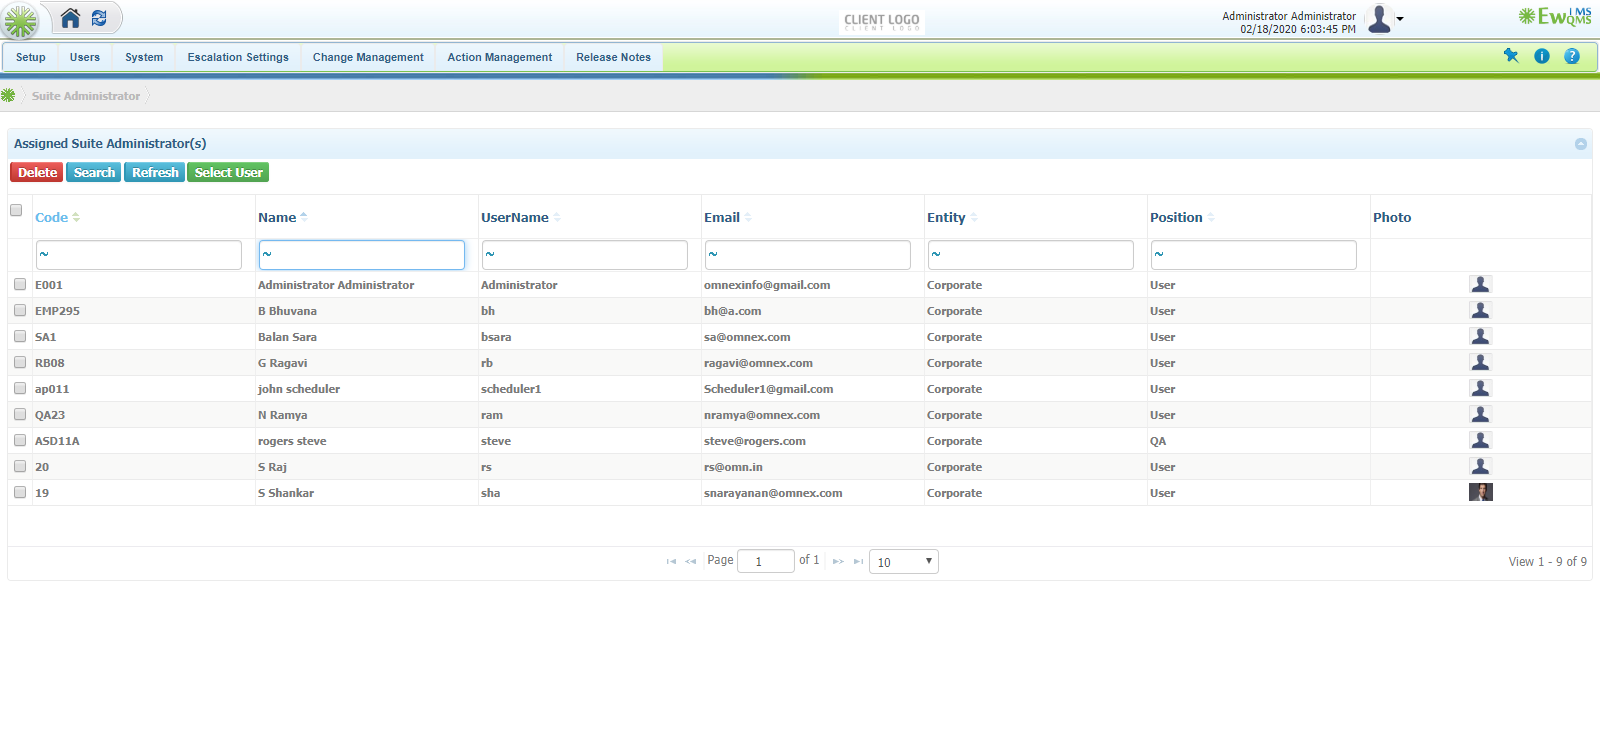 CLIENT LOGO
CLIENT LOGO
Administrator Administrator
02/18/2020 6:03:45 PM
EwIMS
QMS
Setup Users System Escalation Settings Change Management Action Management Release Notes
Suite Administrator
Assigned Suite Administrator(s)
Delete Search Refresh Select User
Code Name UserName Email Entity Position Photo
~ ~ ~ ~ ~ ~
E001 Administrator Administrator Administrator omnexinfo@gmail.com Corporate User
EMP295 B Bhuvana bh bh@a.com Corporate User
SA1 Balan Sara bsara sa@omnex.com Corporate User
RB08 G Ragavi rb ragavi@omnex.com Corporate User
ap011 john scheduler scheduler1 Scheduler1@gmail.com Corporate User
QA23 N Ramya ram nramya@omnex.com Corporate User
ASD11A rogers steve steve steve@rogers.com Corporate QA
20 S Raj rs rs@omn.in Corporate User
19 S Shankar sha snarayanan@omnex.com Corporate User
Page 1 of 1 10 View 1 - 9 of 9